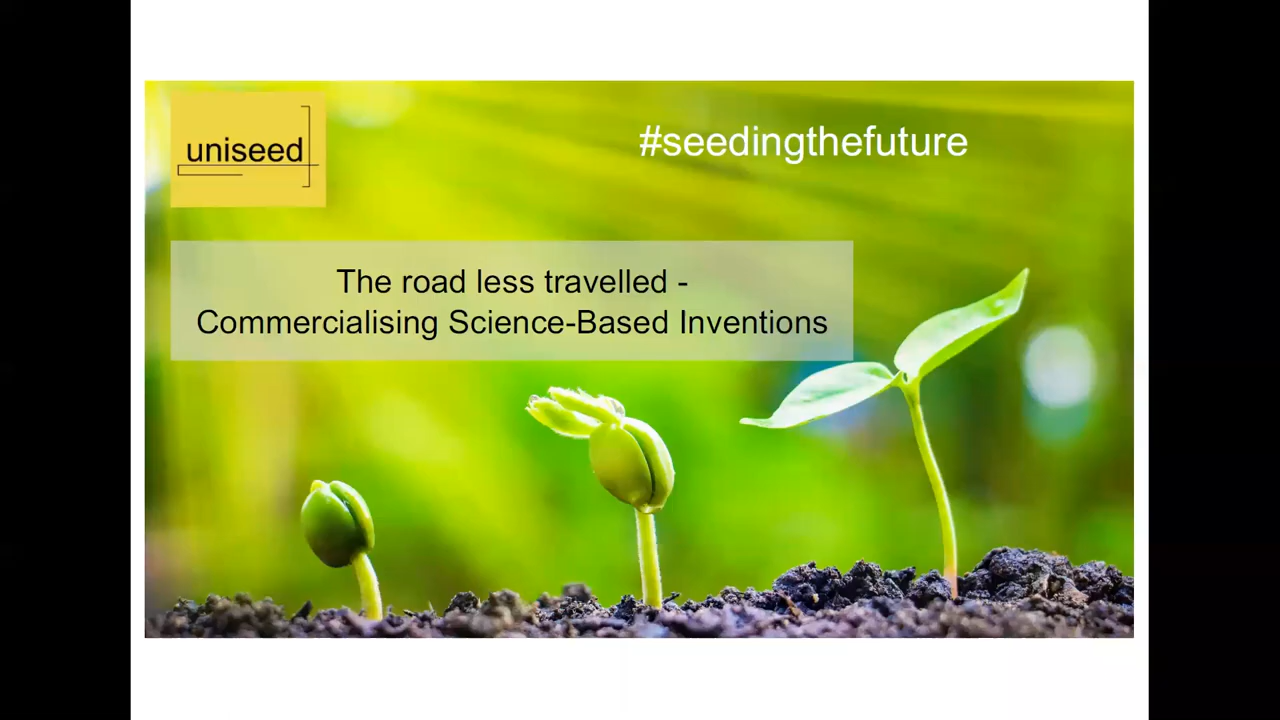 uniseed
#seedingthefuture
The road less travelled -
Commercialising Science-Based Inventions